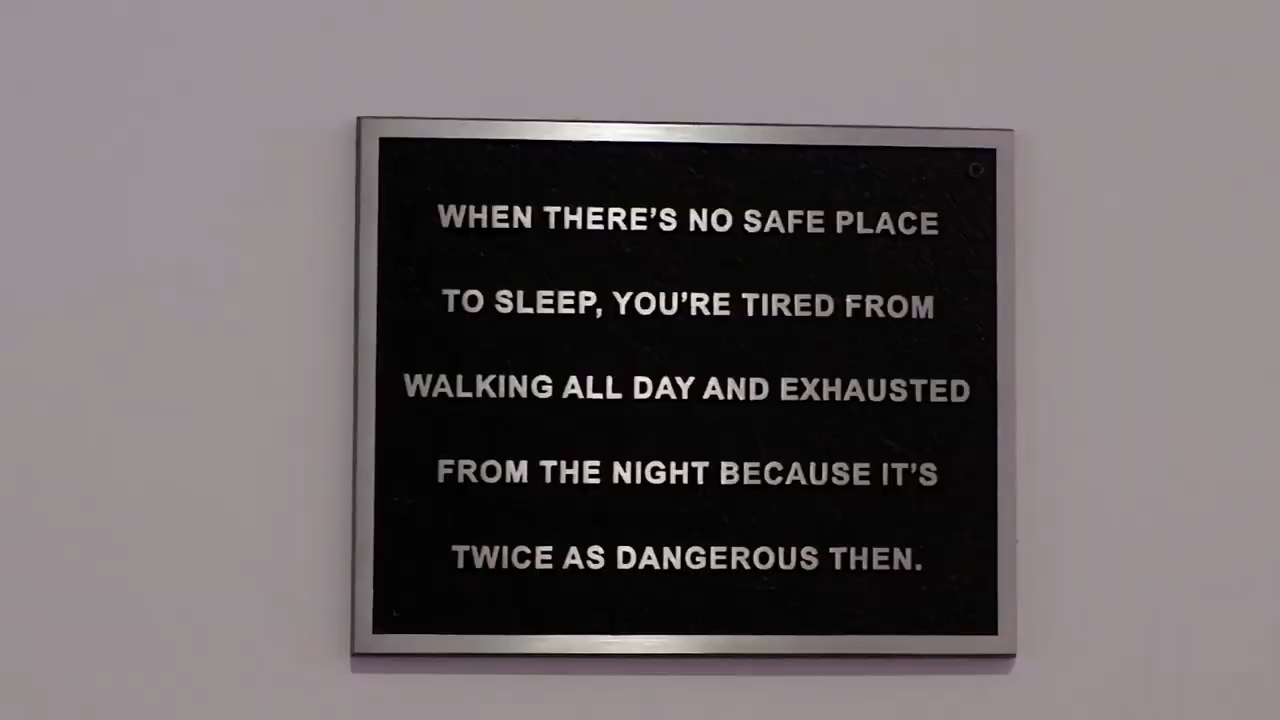 WHEN THERE'S NO SAFE PLACE
TO SLEEP, YOU'RE TIRED FROM
WALKING ALL DAY AND EXHAUSTED
FROM THE NIGHT BECAUSE IT'S
TWICE AS DANGEROUS THEN.